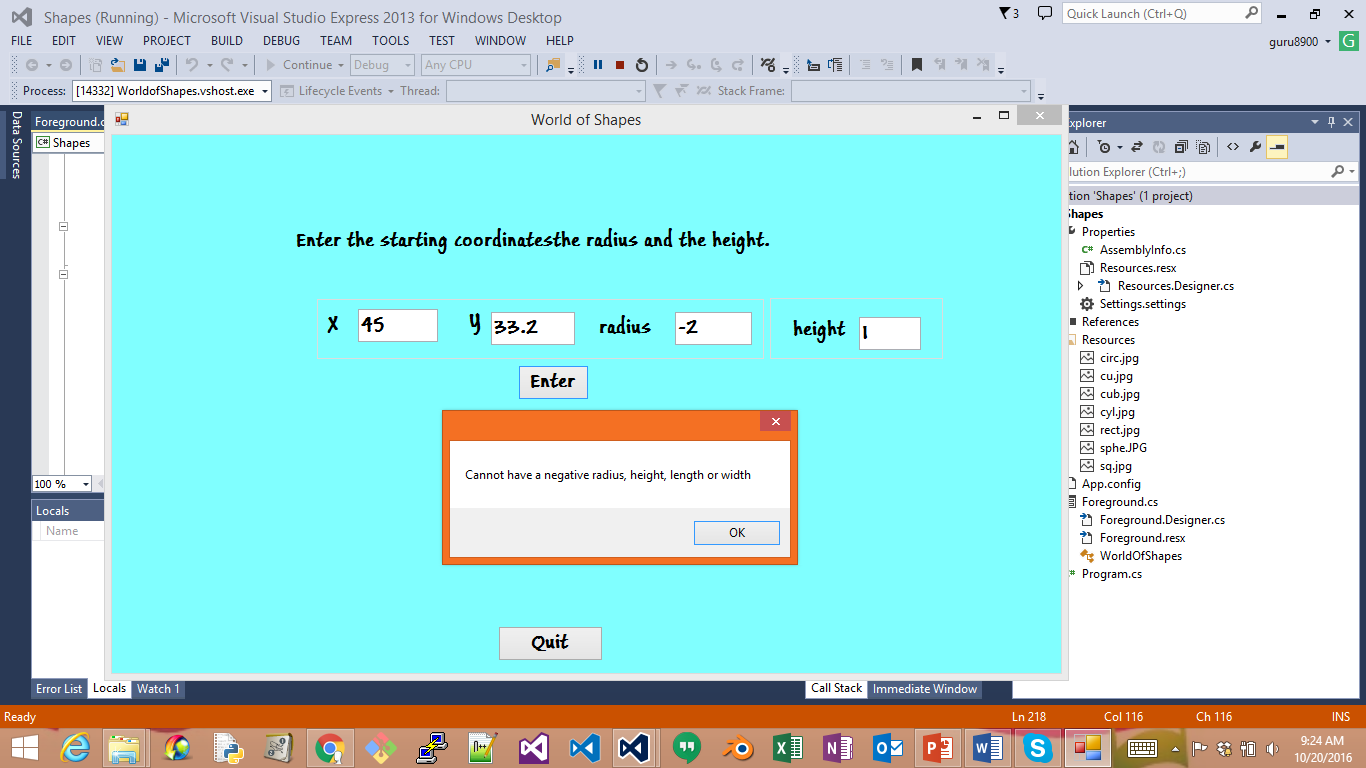 Shapes (Running) - Microsoft Visual Studio Express 2013 for Windows Desktop
3
Quick Launch (Ctrl+Q)
FILE EDIT VIEW PROJECT BUILD DEBUG TEAM TOOLS TEST WINDOW HELP
guru8900 G
Continue Debug Any CPU
Process: [14332] WorldofShapes.vshost.exe Lifecycle Events Thread: Stack Frame:
Data Sources
Foreground.c
C# Shapes
World of Shapes
Enter the starting coordinatesthe radius and the height.
X 45 Y 33.2 radius -2 height 1
Enter
Cannot have a negative radius, height, length or width
OK
Quit
100 %
Locals
Name
Error List Locals Watch 1
Call Stack Immediate Window
xplorer
lution Explorer (Ctrl+;)
tion 'Shapes' (1 project)
hapes
Properties
C# AssemblyInfo.cs
Resources.resx
Resources.Designer.cs
Settings.settings
References
Resources
circ.jpg
cu.jpg
cub.jpg
cyl.jpg
rect.jpg
sphe.JPG
sq.jpg
App.config
Foreground.cs
Foreground.Designer.cs
Foreground.resx
WorldOfShapes
Program.cs
Ready Ln 218 Col 116 Ch 116 INS
9:24 AM
10/20/2016